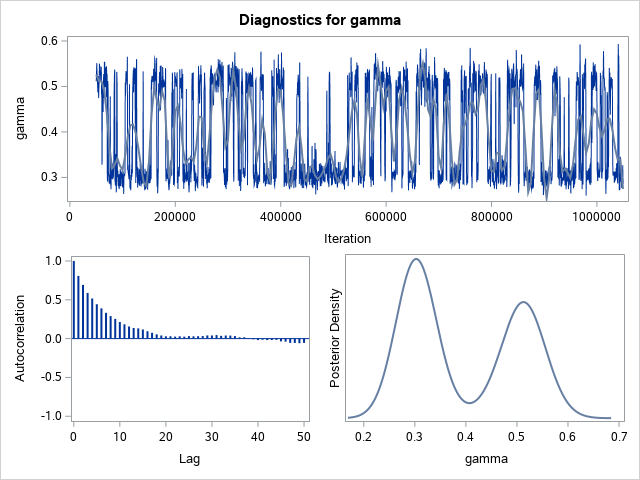 Diagnostics for gamma
gamma
0.6
0.5
0.4
0.3
0 200000 400000 600000 800000 1000000
Iteration
Autocorrelation
1.0
0.5
0.0
-0.5
-1.0
0 10 20 30 40 50
Lag
Posterior Density
0.2 0.3 0.4 0.5 0.6 0.7
gamma